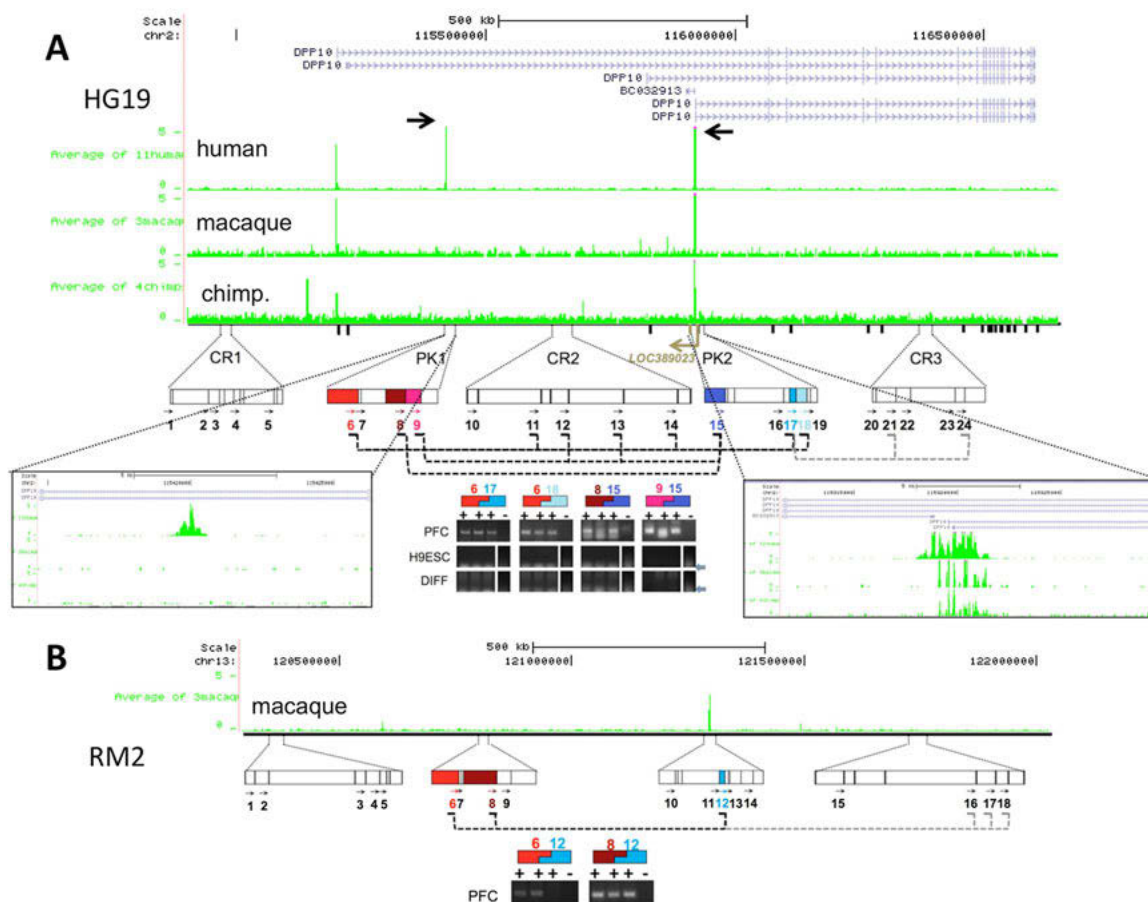 A
HG19
Scale
chr2:
500 kb
115500000
116000000
116500000
DPP10
DPP10
DPP10
BC032913
DPP10
DPP10
5
Average of 11human
human
0
5
Average of 3macaqu
macaque
0
5
Average of 4chimp
chimp.
0
CR1
PK1
CR2
LOC389023
PK2
CR3
1 2 3 4 5 6 7 8 9 10 11 12 13 14 15 16 17 18 19 20 21 22 23 24
6 17 6 18 8 15 9 15
+ + + - + + + - + + + - + + + -
PFC
H9ESC
DIFF
B
RM2
Scale
chr13:
500 kb
120500000
121000000
121500000
122000000
5
Average of 3macaq
macaque
0
1 2 3 4 5 6 7 8 9 10 11 12 13 14 15 16 17 18
6 12 8 12
+ + + - + + + -
PFC